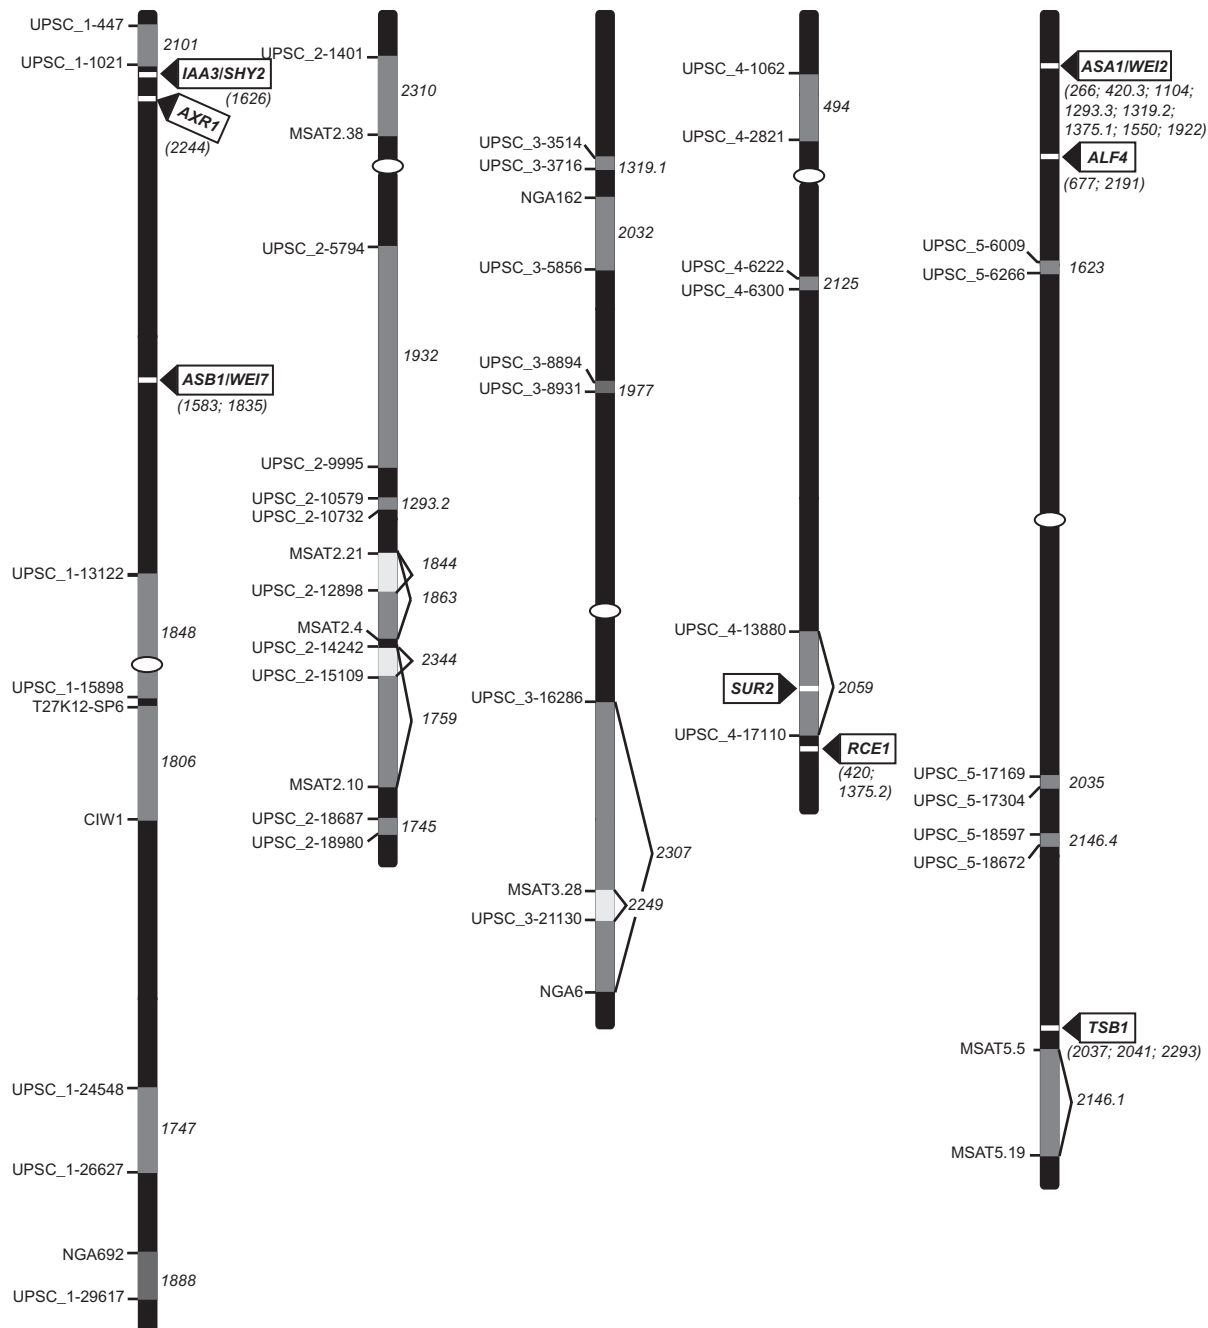 UPSC_1-447
2101
UPSC_1-1021
IAA3/SHY2
(1626)
AXR1
(2244)
ASB1/WEI7
(1583; 1835)
UPSC_1-13122
1848
UPSC_1-15898
T27K12-SP6
1806
CIW1
UPSC_1-24548
1747
UPSC_1-26627
NGA692
1888
UPSC_1-29617
UPSC_2-1401
2310
MSAT2.38
UPSC_2-5794
1932
UPSC_2-9995
UPSC_2-10579
1293.2
UPSC_2-10732
MSAT2.21
1844
UPSC_2-12898
1863
MSAT2.4
UPSC_2-14242
2344
UPSC_2-15109
1759
MSAT2.10
UPSC_2-18687
1745
UPSC_2-18980
UPSC_3-3514
UPSC_3-3716
1319.1
NGA162
2032
UPSC_3-5856
UPSC_3-8894
UPSC_3-8931
1977
UPSC_3-16286
2307
MSAT3.28
2249
UPSC_3-21130
NGA6
UPSC_4-1062
494
UPSC_4-2821
UPSC_4-6222
2125
UPSC_4-6300
UPSC_4-13880
SUR2
2059
UPSC_4-17110
RCE1
(420;
1375.2)
ASA1/WEI2
(266; 420.3; 1104;
1293.3; 1319.2;
1375.1; 1550; 1922)
ALF4
(677; 2191)
UPSC_5-6009
1623
UPSC_5-6266
UPSC_5-17169
2035
UPSC_5-17304
UPSC_5-18597
2146.4
UPSC_5-18672
TSB1
(2037; 2041; 2293)
MSAT5.5
2146.1
MSAT5.19